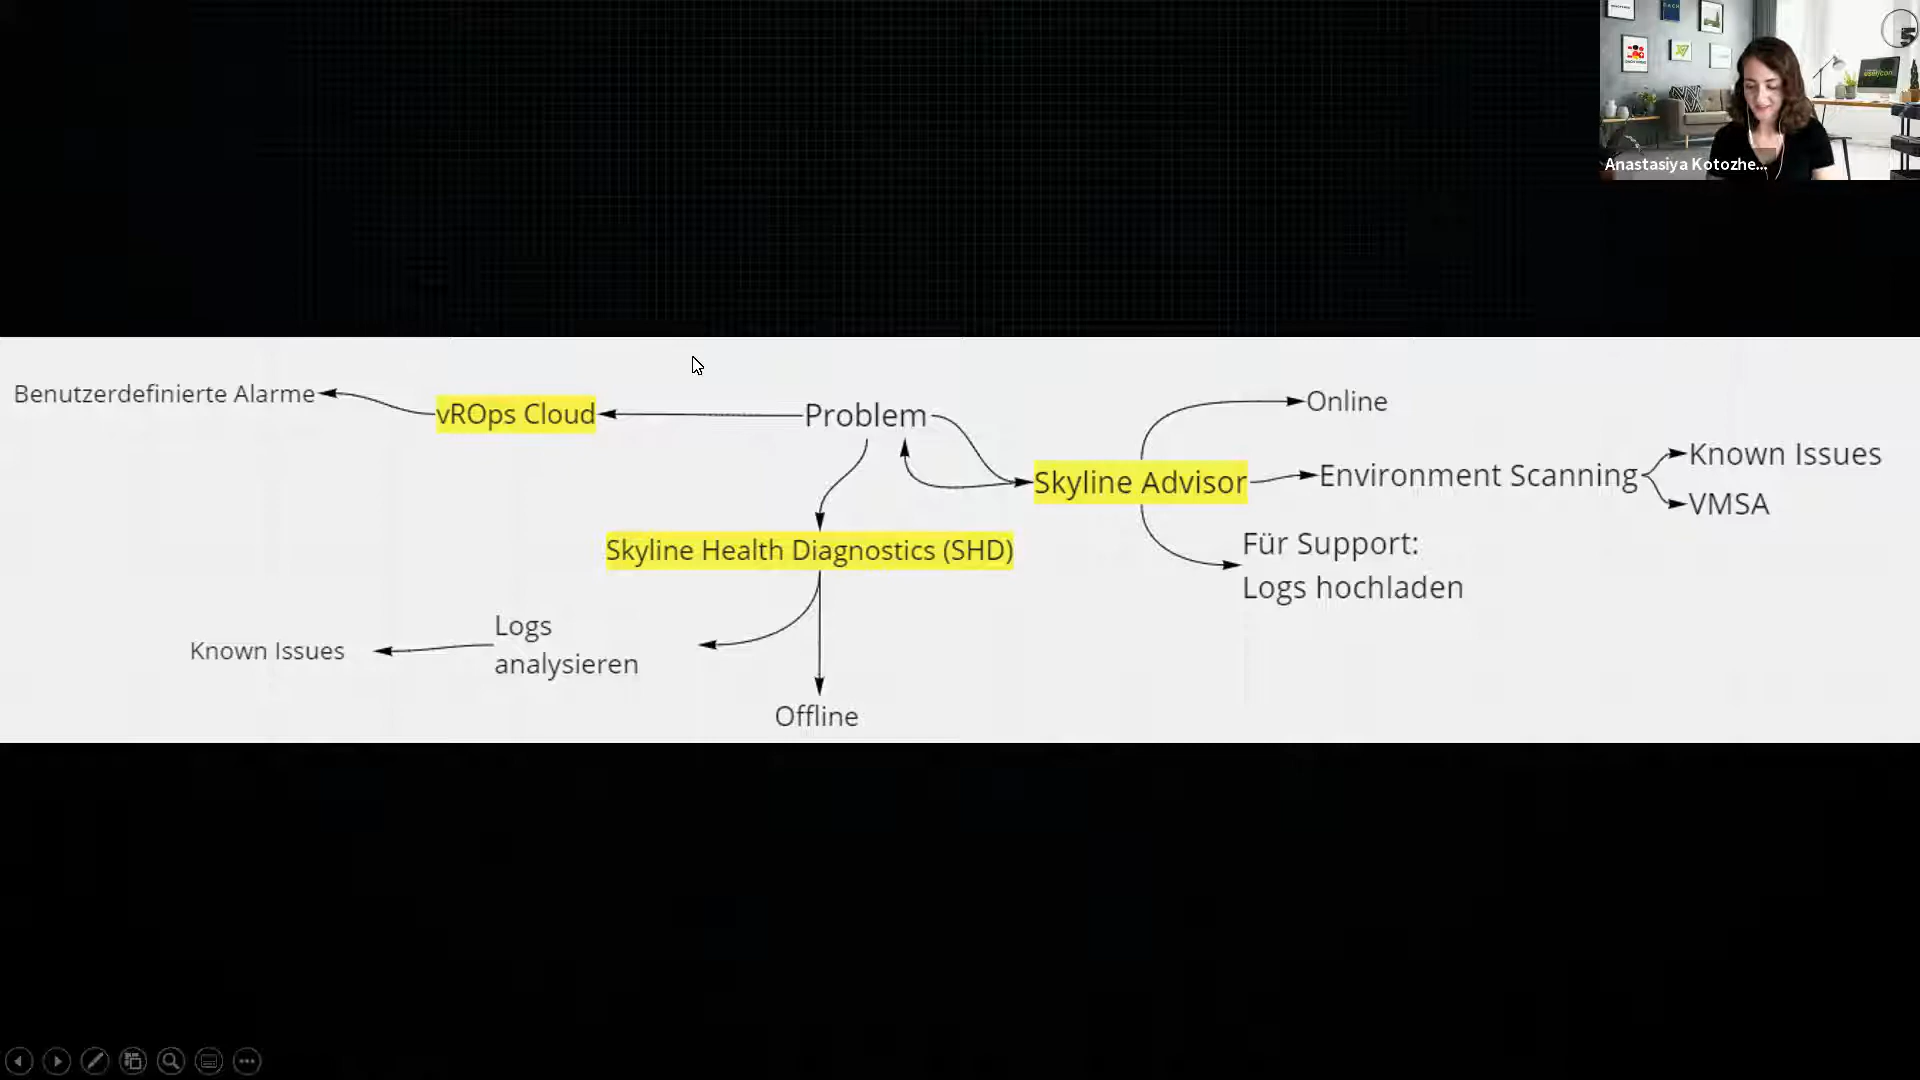 Anastasiya Kotozhe...
Benutzerdefinierte Alarme
vROps Cloud
Problem
Online
Skyline Advisor
Environment Scanning
Known Issues
VMSA
Skyline Health Diagnostics (SHD)
Für Support:
Logs hochladen
Known Issues
Logs
analysieren
Offline